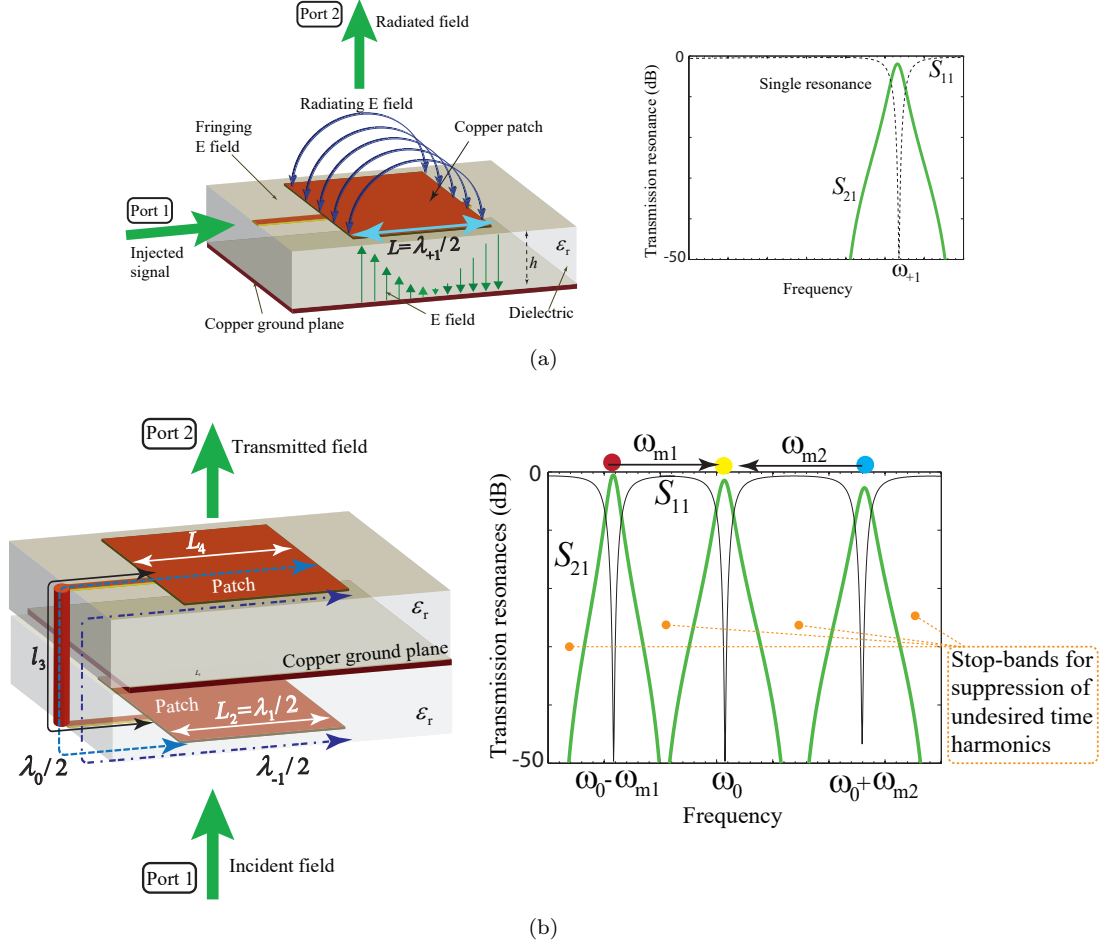 Port 2
Radiated field
Radiating E field
Fringing
E field
Copper patch
Port 1
Injected
signal
L=λ₊₁/2
εᵣ
h
Copper ground plane
E field
Dielectric
Transmission resonance (dB)
0
-50
Single resonance
S₁₁
S₂₁
ω₊₁
Frequency
(a)
Port 2
Transmitted field
L₄
Patch
εᵣ
l₃
Copper ground plane
Patch
L₂=λ₁/2
εᵣ
λ₀/2
λ₋₁/2
Port 1
Incident field
ωₘ₁
ωₘ₂
Transmission resonances (dB)
0
-50
S₁₁
S₂₁
Stop-bands for
suppression of
undesired time
harmonics
ω₀-ωₘ₁
ω₀
ω₀+ωₘ₂
Frequency
(b)